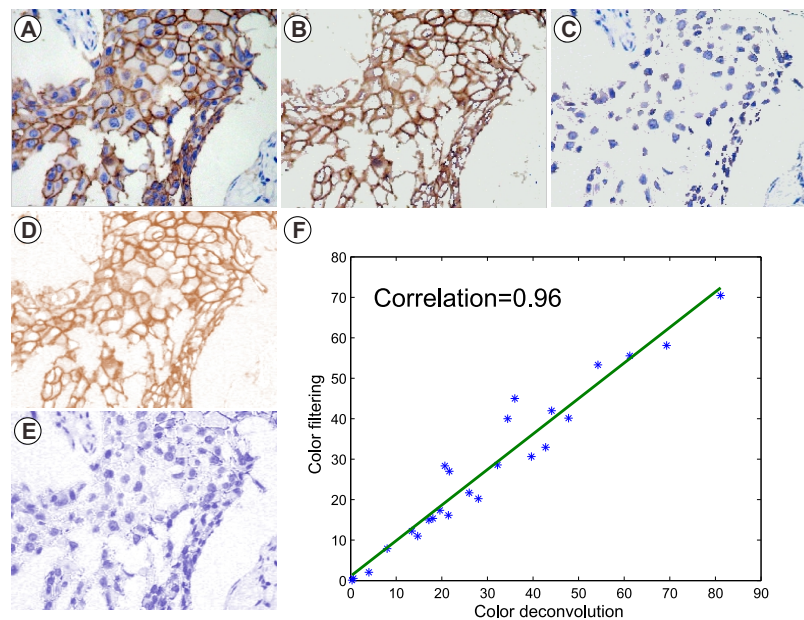 A
B
C
D
E
F
Correlation=0.96
80
70
60
50
40
30
20
10
0
Color filtering
0 10 20 30 40 50 60 70 80 90
Color deconvolution